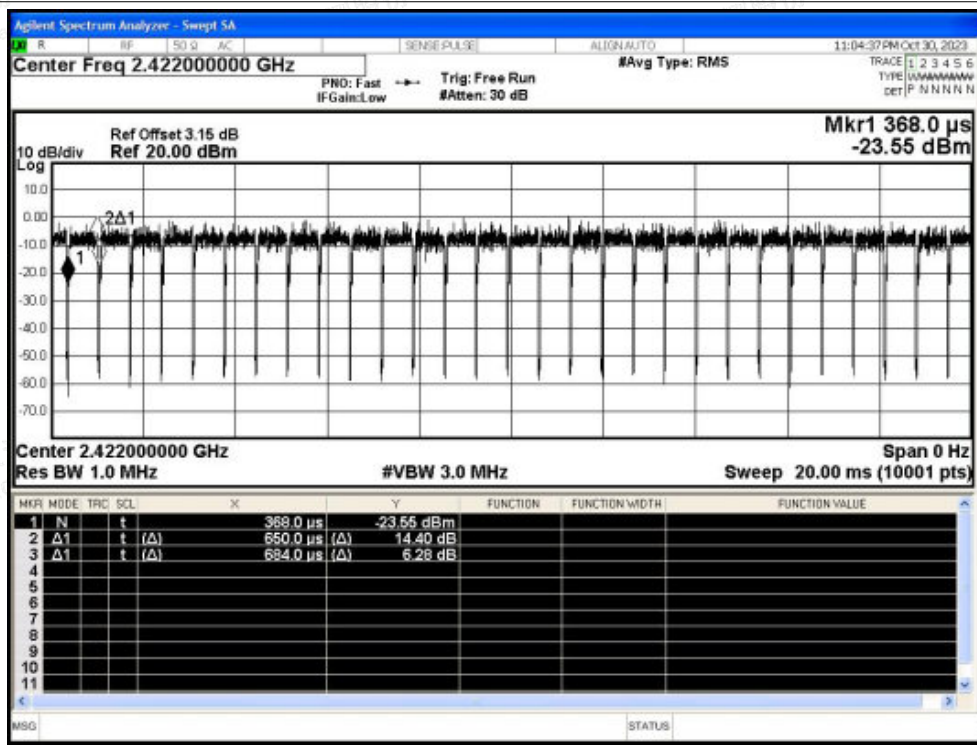 Agilent Spectrum Analyzer - Swept SA
LXI R RF 50 Ω AC SENSE:PULSE ALIGN AUTO 11:04:37 PM Oct 30, 2023
Center Freq 2.422000000 GHz #Avg Type: RMS TRACE 1 2 3 4 5 6
PNO: Fast Trig: Free Run TYPE WWWWWW
IFGain:Low #Atten: 30 dB DET P N N N N N
Mkr1 368.0 µs
Ref Offset 3.15 dB
10 dB/div Ref 20.00 dBm -23.55 dBm
Log
10.0
0.00
2Δ1
-10.0
1
-20.0
-30.0
-40.0
-50.0
-60.0
-70.0
Center 2.422000000 GHz Span 0 Hz
Res BW 1.0 MHz #VBW 3.0 MHz Sweep 20.00 ms (10001 pts)
MKR MODE TRC SCL X Y FUNCTION FUNCTION WIDTH FUNCTION VALUE
1 N t 368.0 µs -23.55 dBm
2 Δ1 t (Δ) 650.0 µs (Δ) 14.40 dB
3 Δ1 t (Δ) 684.0 µs (Δ) 6.28 dB
4
5
6
7
8
9
10
11
MSG STATUS